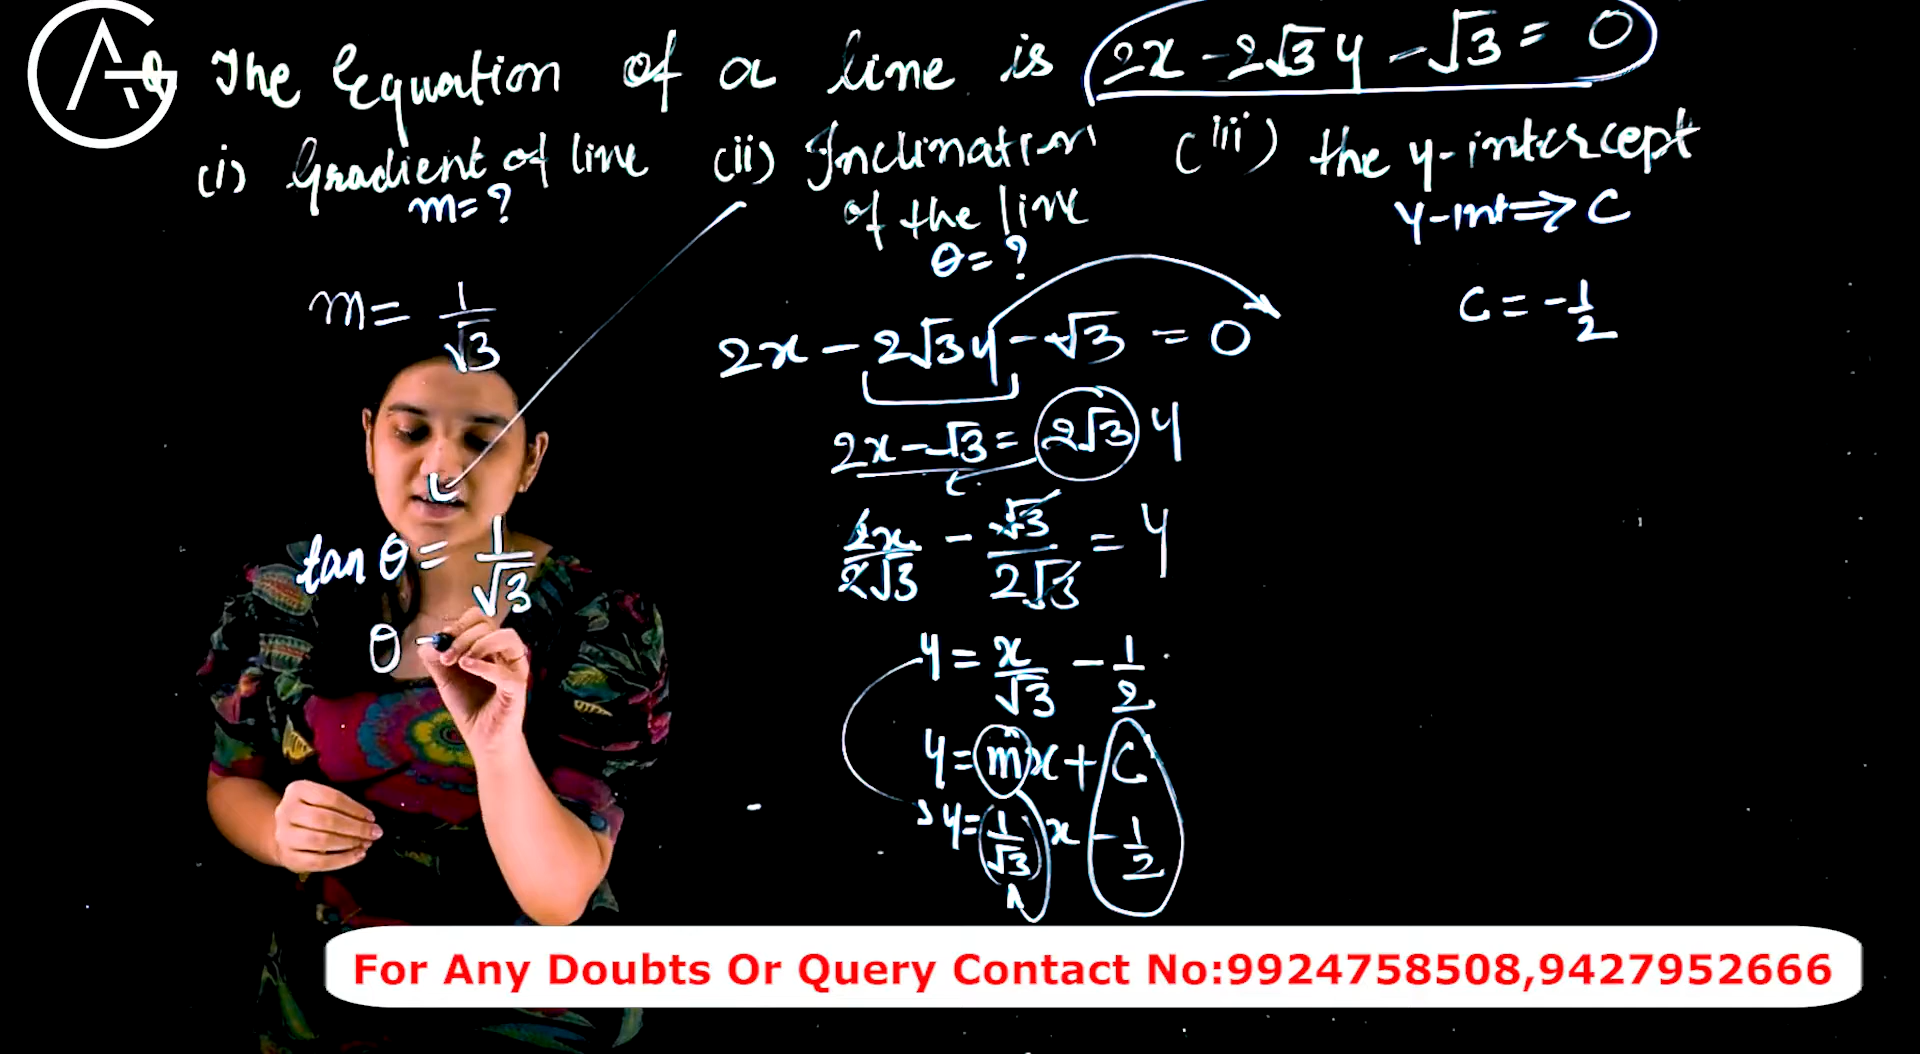 Q The Equation of a line is 2x - 2√3 y - √3 = 0
(i) Gradient of line (ii) Inclination of the line (iii) the y-intercept
m = ?
θ = ?
y-int ⇒ C
m = 1/√3
2x - 2√3 y - √3 = 0
C = -1/2
2x - √3 = 2√3 y
2x/2√3 - √3/2√3 = y
tan θ = 1/√3
θ -
y = x/√3 - 1/2
y = mx + C
y = 1/√3 x - 1/2
For Any Doubts Or Query Contact No:9924758508,9427952666